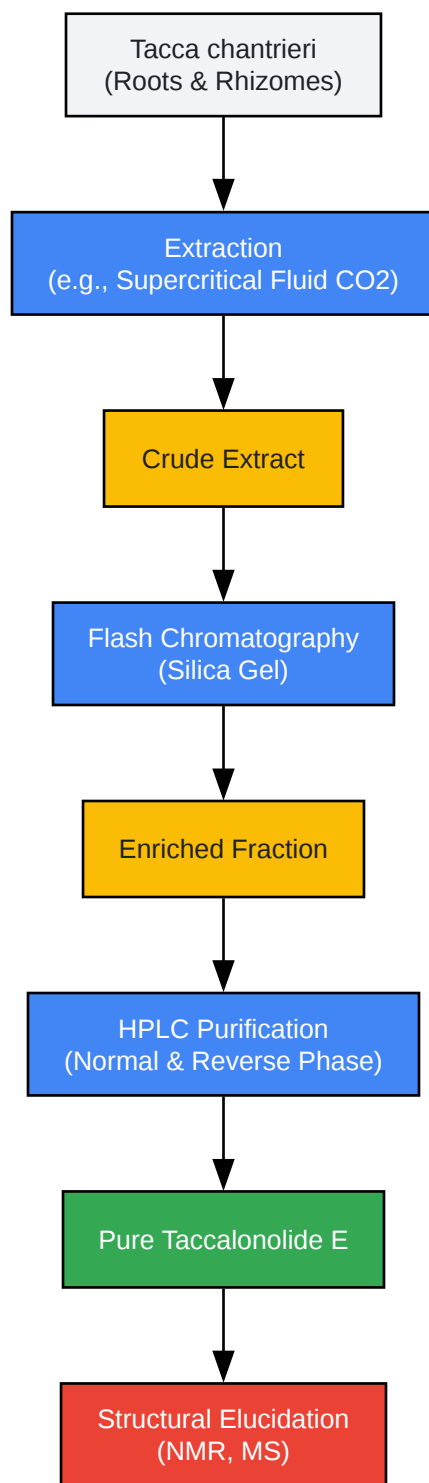 Tacca chantrieri
(Roots & Rhizomes)
Extraction
(e.g., Supercritical Fluid CO2)
Crude Extract
Flash Chromatography
(Silica Gel)
Enriched Fraction
HPLC Purification
(Normal & Reverse Phase)
Pure Taccalonolide E
Structural Elucidation
(NMR, MS)